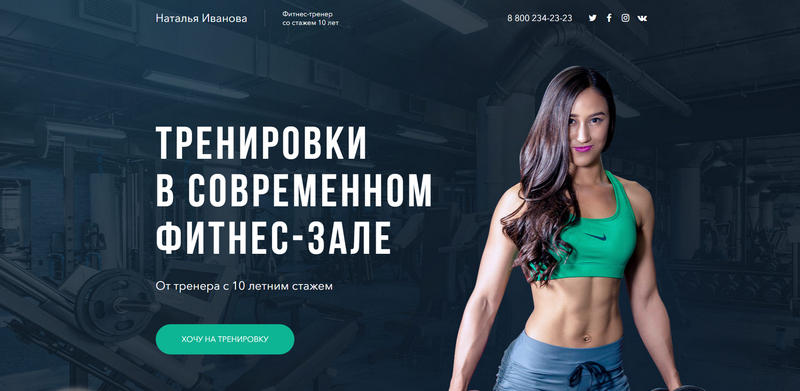 Наталья Иванова
Фитнес-тренер
со стажем 10 лет
8 800 234-23-23
ТРЕНИРОВКИ
В СОВРЕМЕННОМ
ФИТНЕС-ЗАЛЕ
От тренера с 10 летним стажем
ХОЧУ НА ТРЕНИРОВКУ